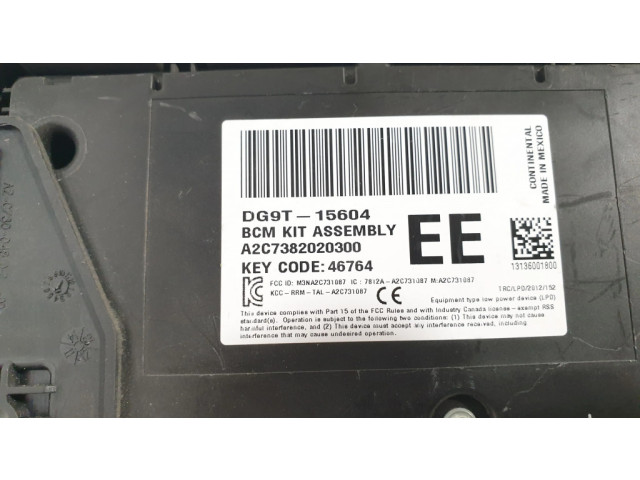 DG9T-15604
BCM KIT ASSEMBLY
A2C7382020300
KEY CODE: 46764
EE
CONTINENTAL
MADE IN MEXICO
13136001800
FCC ID: M3NA2C731087 IC: 7812A-A2C731087 M:A2C731087
KCC-RRM-TAL-A2C731087
CE
TRC/LPD/2012/152
Equipment type low power device (LPD)
This device complies with Part 15 of the FCC Rules and with Industry Canada license-exempt RSS
standard(s). Operation is subject to the following two conditions: (1) This device may not cause
harmful interference, and (2) This device must accept any interference received, including
interference that may cause undesired operation.